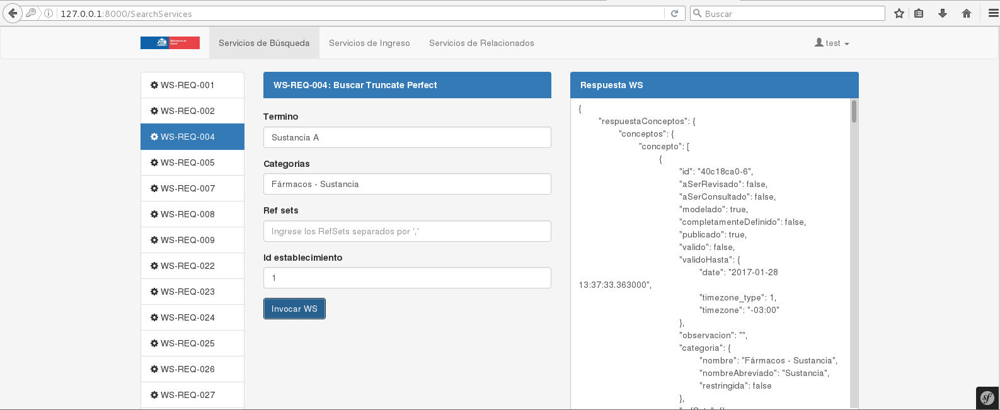 127.0.0.1:8000/SearchServices
Buscar
Ministerio de
Salud
Servicios de Búsqueda
Servicios de Ingreso
Servicios de Relacionados
test
WS-REQ-001
WS-REQ-002
WS-REQ-004
WS-REQ-005
WS-REQ-007
WS-REQ-008
WS-REQ-009
WS-REQ-022
WS-REQ-023
WS-REQ-024
WS-REQ-025
WS-REQ-026
WS-REQ-027
WS-REQ-004: Buscar Truncate Perfect
Termino
Sustancia A
Categorias
Fármacos - Sustancia
Ref sets
Ingrese los RefSets separados por ','
Id establecimiento
1
Invocar WS
Respuesta WS
{
"respuestaConceptos": {
"conceptos": {
"concepto": [
{
"id": "40c18ca0-6",
"aSerRevisado": false,
"aSerConsultado": false,
"modelado": true,
"completamenteDefinido": false,
"publicado": true,
"valido": false,
"validoHasta": {
"date": "2017-01-28
13:37:33.363000",
"timezone_type": 1,
"timezone": "-03:00"
},
"observacion": "",
"categoria": {
"nombre": "Fármacos - Sustancia",
"nombreAbreviado": "Sustancia",
"restringida": false
},
sf